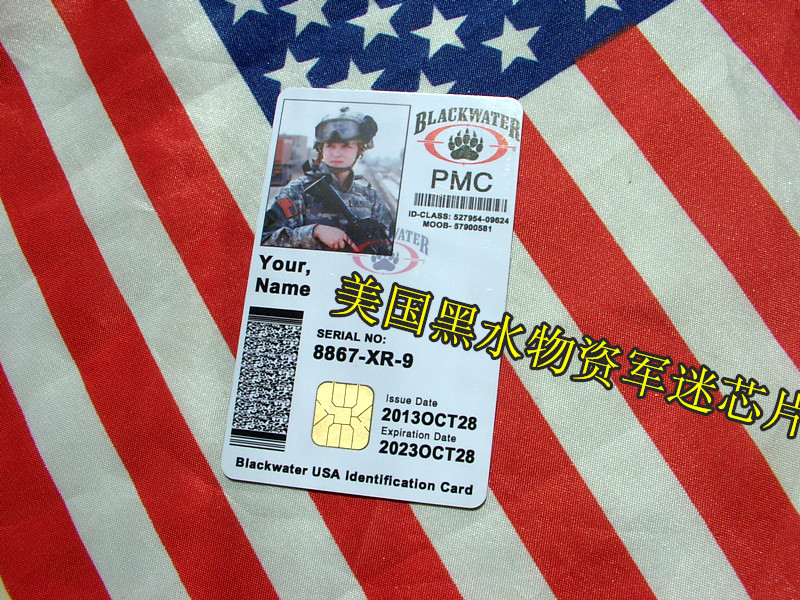 BLACKWATER
PMC
ID-CLASS: 527954-09624
MOOB- 57900581
Your,
Name
美国黑水物资军迷芯片
SERIAL NO:
8867-XR-9
Issue Date
2013OCT28
Expiration Date
2023OCT28
Blackwater USA Identification Card